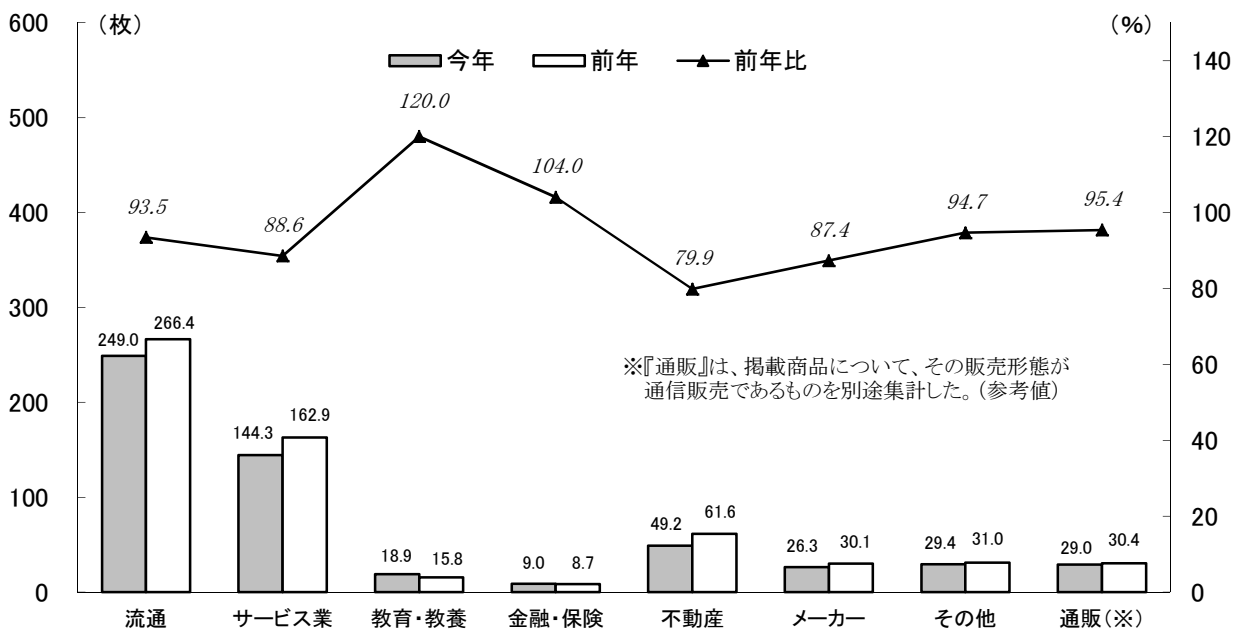 600 （枚） （%）
今年 前年 前年比
140
500 120.0 120
104.0
400 93.5 88.6 94.7 95.4 100
79.9 87.4
300 80
249.0 266.4
※『通販』は、掲載商品について、その販売形態が
通信販売であるものを別途集計した。（参考値）
60
200
144.3 162.9
40
100
49.2 61.6
20
18.9 15.8 9.0 8.7 26.3 30.1 29.4 31.0 29.0 30.4
0 0
流通 サービス業 教育・教養 金融・保険 不動産 メーカー その他 通販（※）